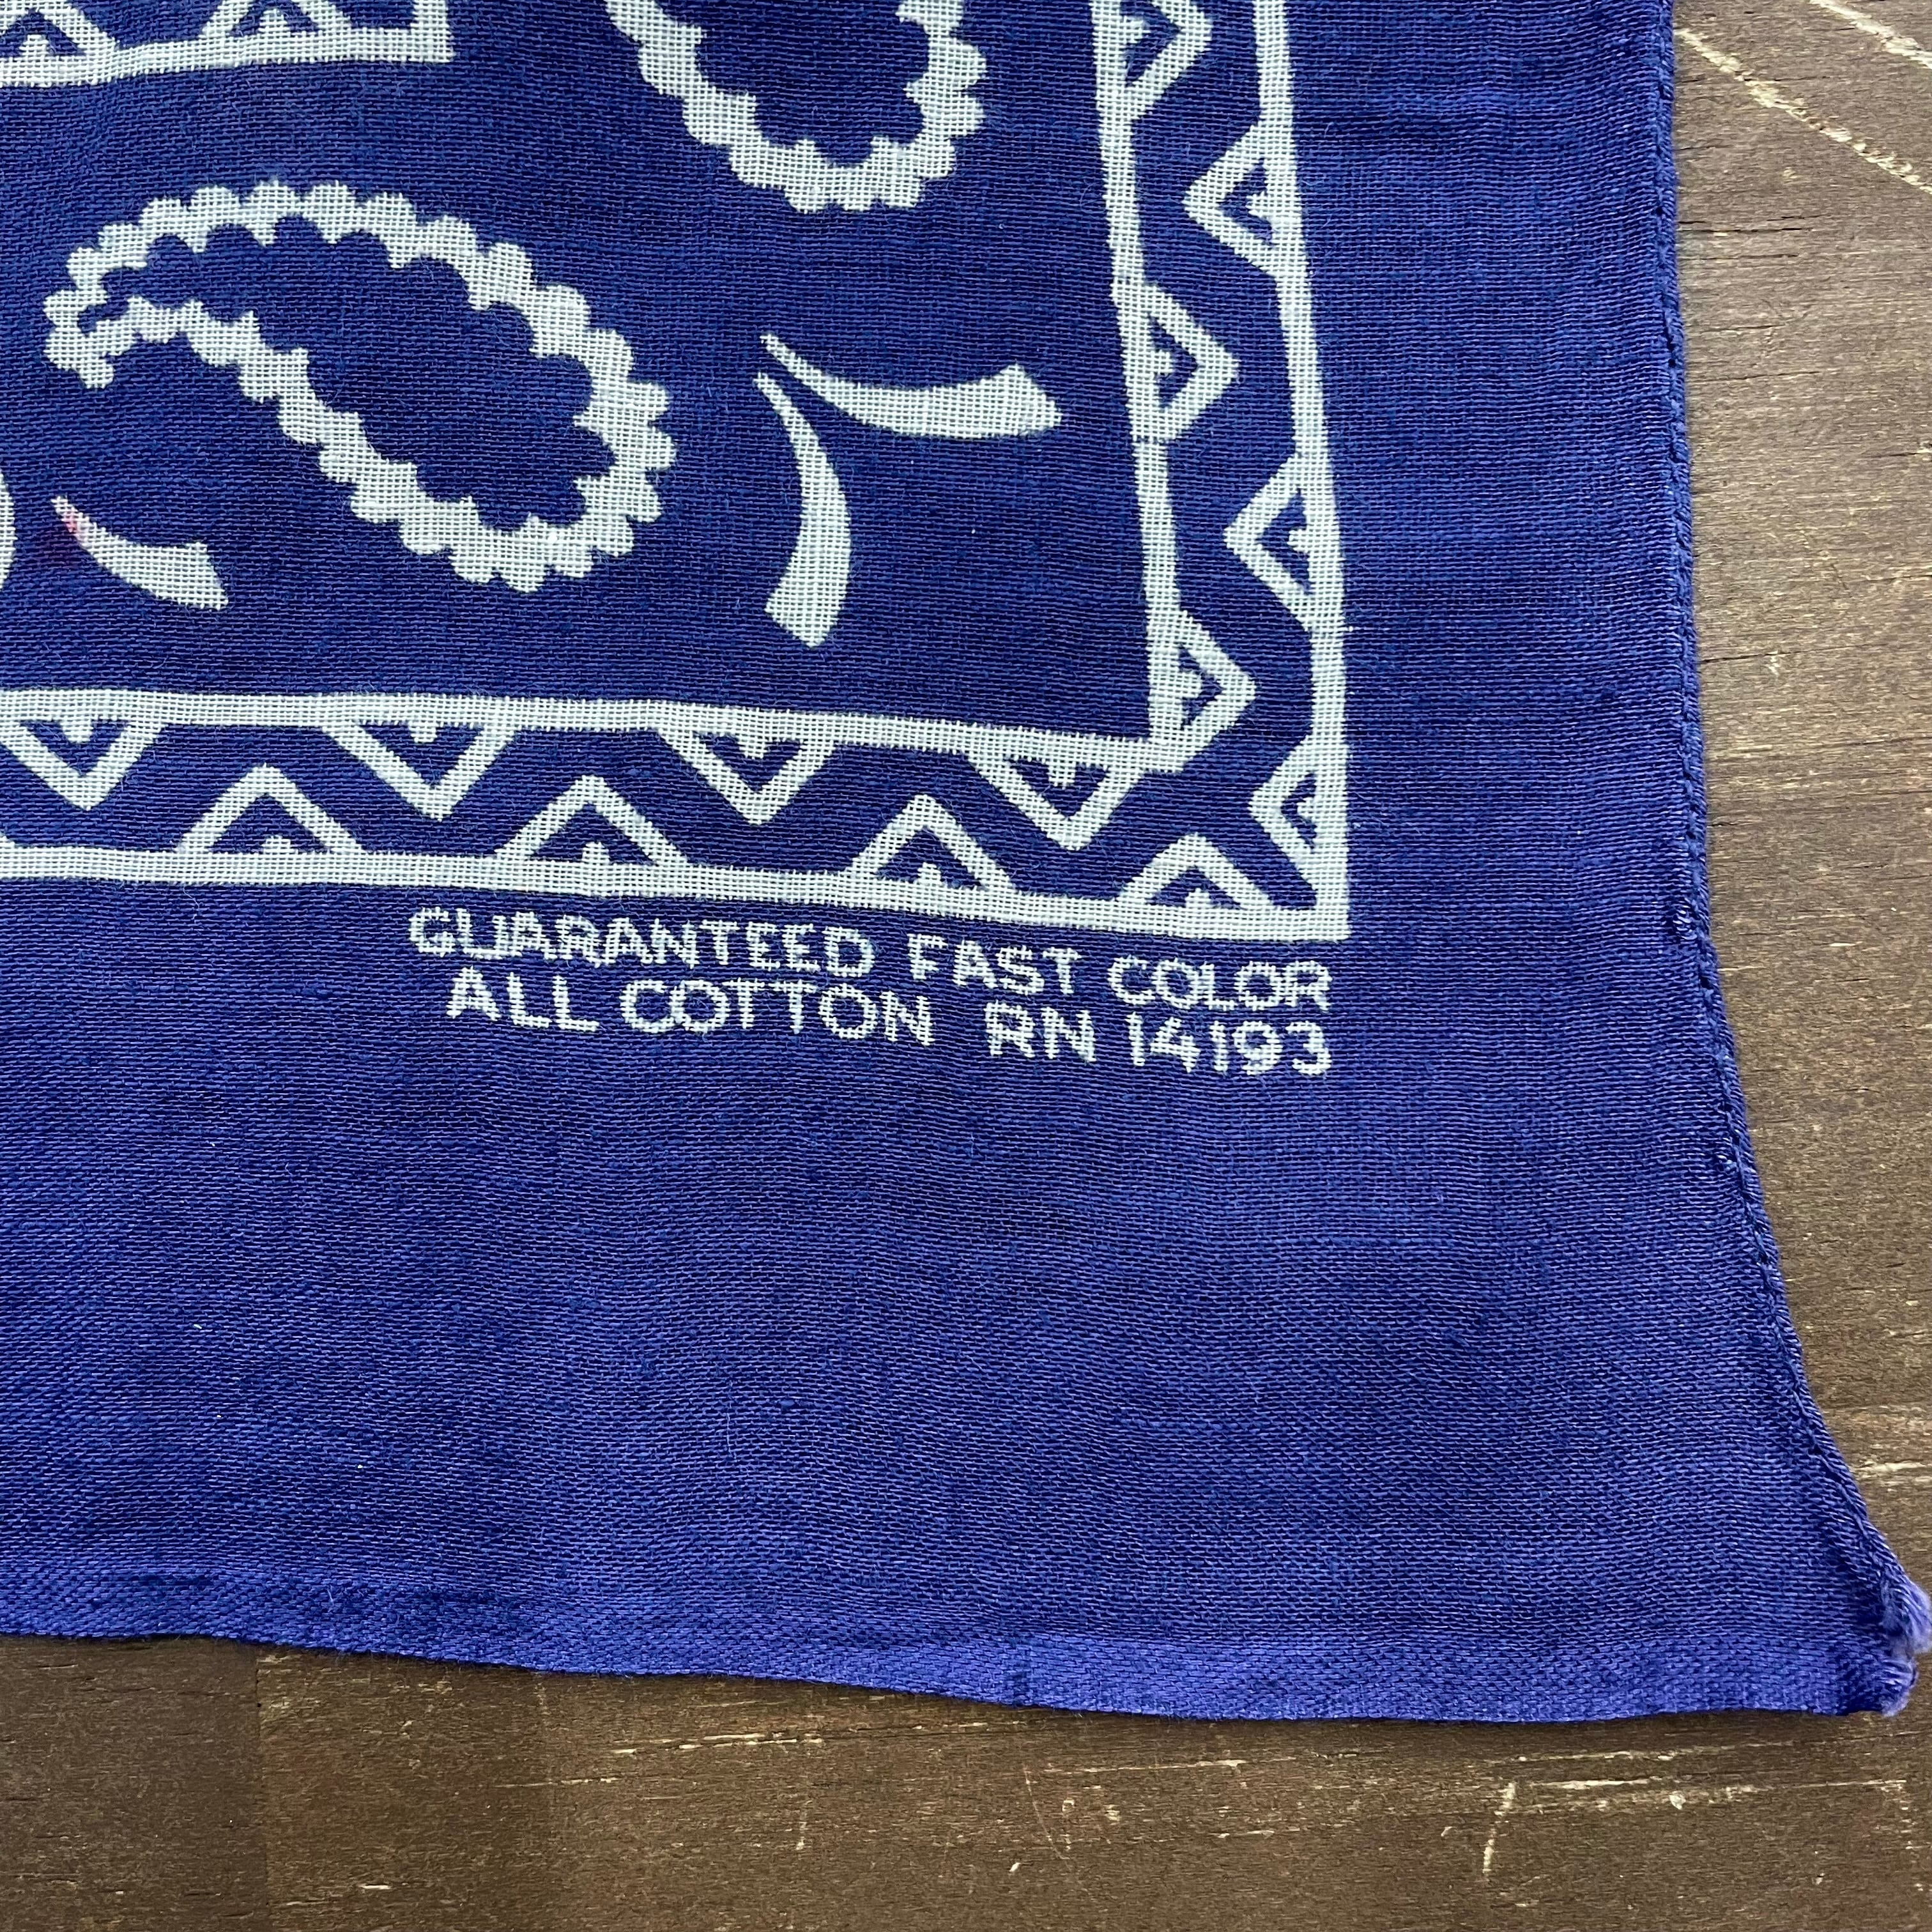 GUARANTEED FAST COLOR
ALL COTTON RN 14193